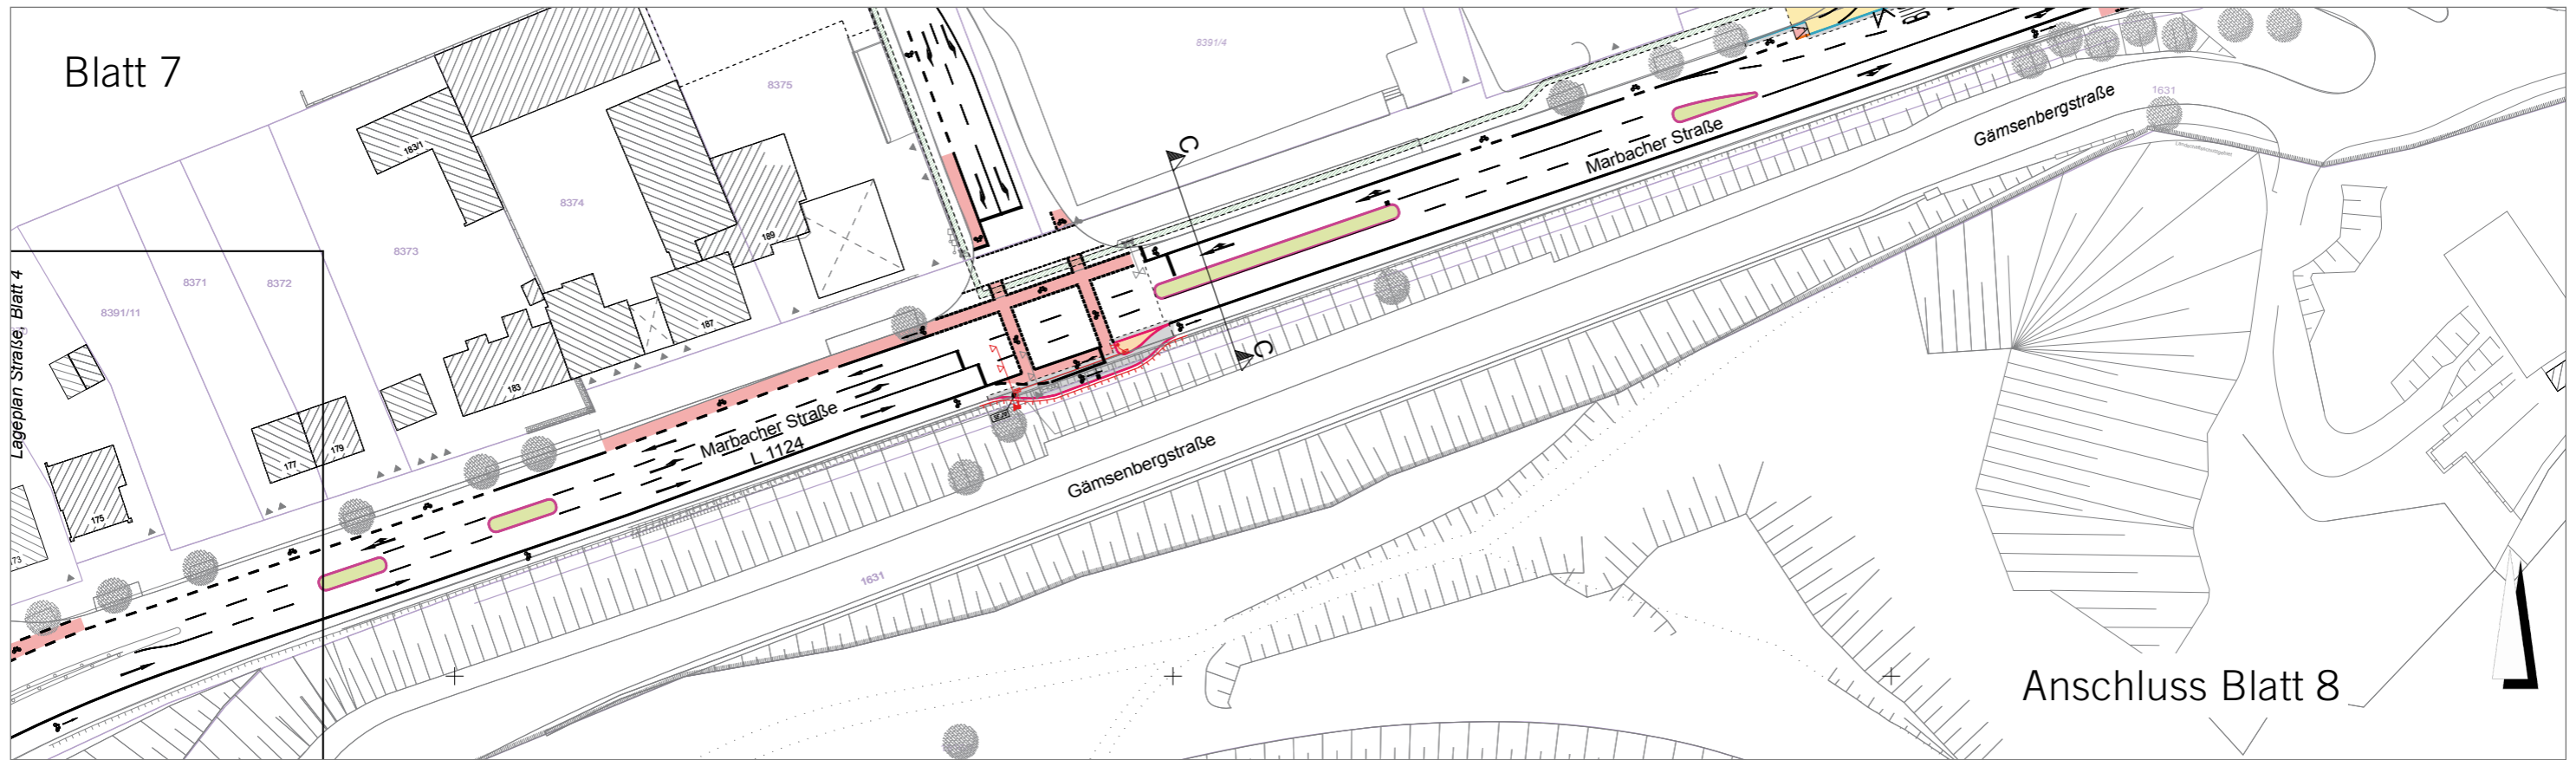 Blatt 7
8391/4
8375
183/1
8374
189
8373
8371
8372
8391/11
187
183
177
179
175
Lageplan Straße, Blatt 4
Marbacher Straße
L 1124
Marbacher Straße
Gämsenbergstraße
1631
C
C
Gämsenbergstraße
1631
Anschluss Blatt 8